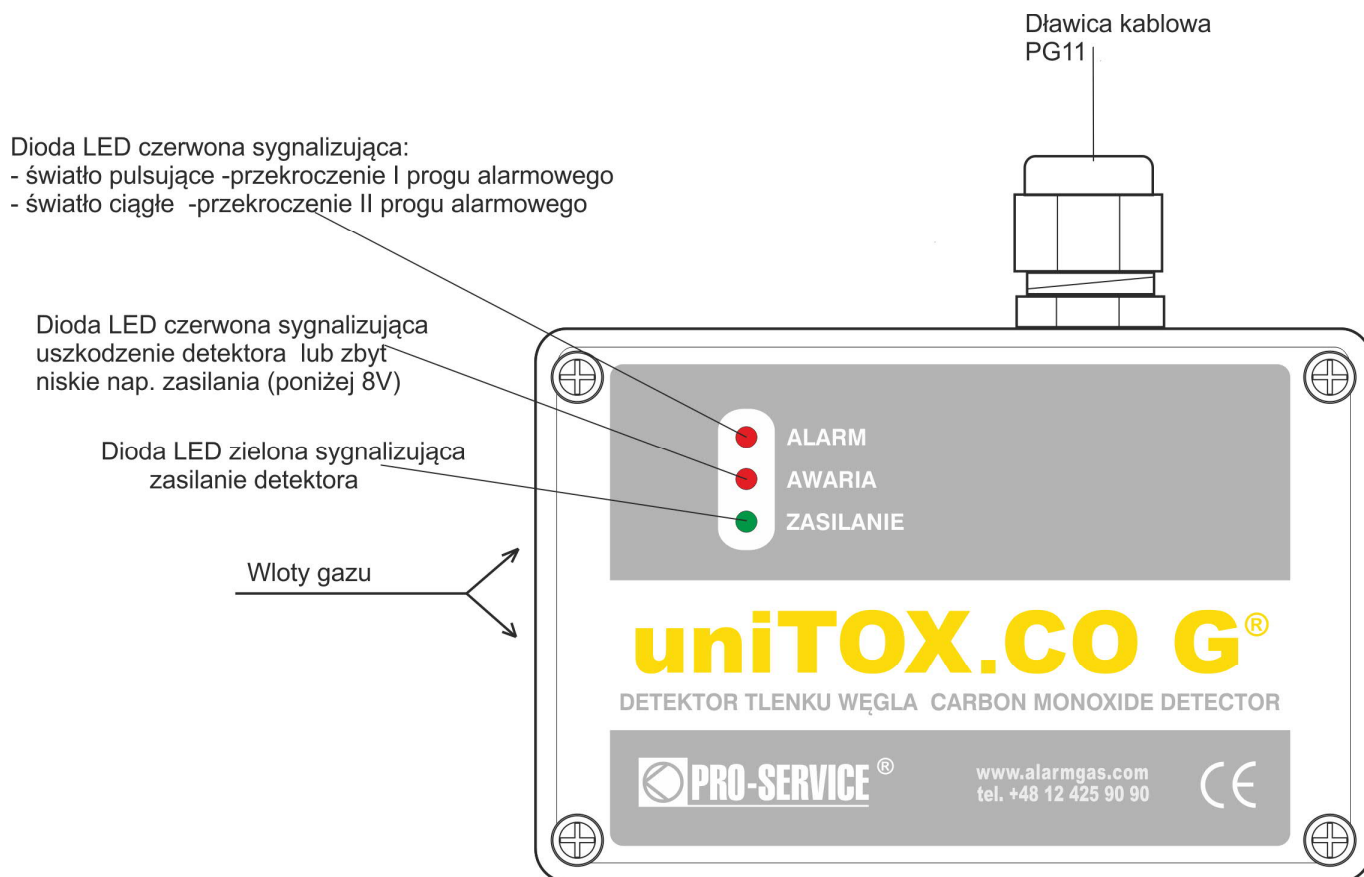 Dławica kablowa
PG11
Dioda LED czerwona sygnalizująca:
- światło pulsujące -przekroczenie I progu alarmowego
- światło ciągłe -przekroczenie II progu alarmowego
Dioda LED czerwona sygnalizująca
uszkodzenie detektora lub zbyt
niskie nap. zasilania (poniżej 8V)
Dioda LED zielona sygnalizująca
zasilanie detektora
Wloty gazu
ALARM
AWARIA
ZASILANIE
uniTOX.CO G®
DETEKTOR TLENKU WĘGLA CARBON MONOXIDE DETECTOR
PRO-SERVICE ®
www.alarmgas.com
tel. +48 12 425 90 90
CE